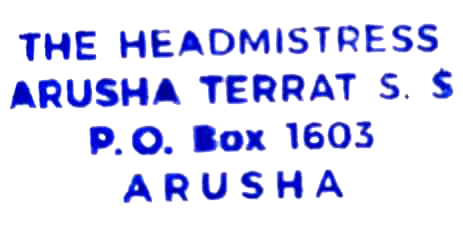 THE HEADMISTRESS
ARUSHA TERRAT S. $
P.O. Box 1603
ARUSHA